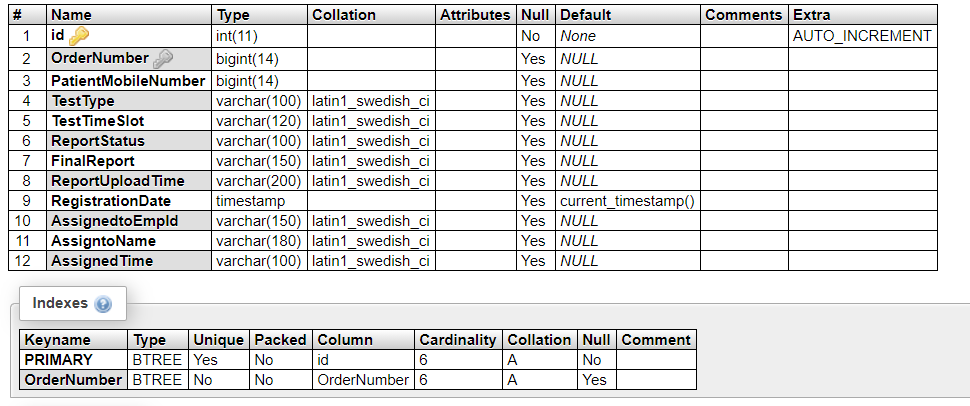 # Name Type Collation Attributes Null Default Comments Extra
1 id int(11) No None AUTO_INCREMENT
2 OrderNumber bigint(14) Yes NULL
3 PatientMobileNumber bigint(14) Yes NULL
4 TestType varchar(100) latin1_swedish_ci Yes NULL
5 TestTimeSlot varchar(120) latin1_swedish_ci Yes NULL
6 ReportStatus varchar(100) latin1_swedish_ci Yes NULL
7 FinalReport varchar(150) latin1_swedish_ci Yes NULL
8 ReportUploadTime varchar(200) latin1_swedish_ci Yes NULL
9 RegistrationDate timestamp Yes current_timestamp()
10 AssignedtoEmpId varchar(150) latin1_swedish_ci Yes NULL
11 AssigntoName varchar(180) latin1_swedish_ci Yes NULL
12 AssignedTime varchar(100) latin1_swedish_ci Yes NULL
Indexes ?
Keyname Type Unique Packed Column Cardinality Collation Null Comment
PRIMARY BTREE Yes No id 6 A No
OrderNumber BTREE No No OrderNumber 6 A Yes